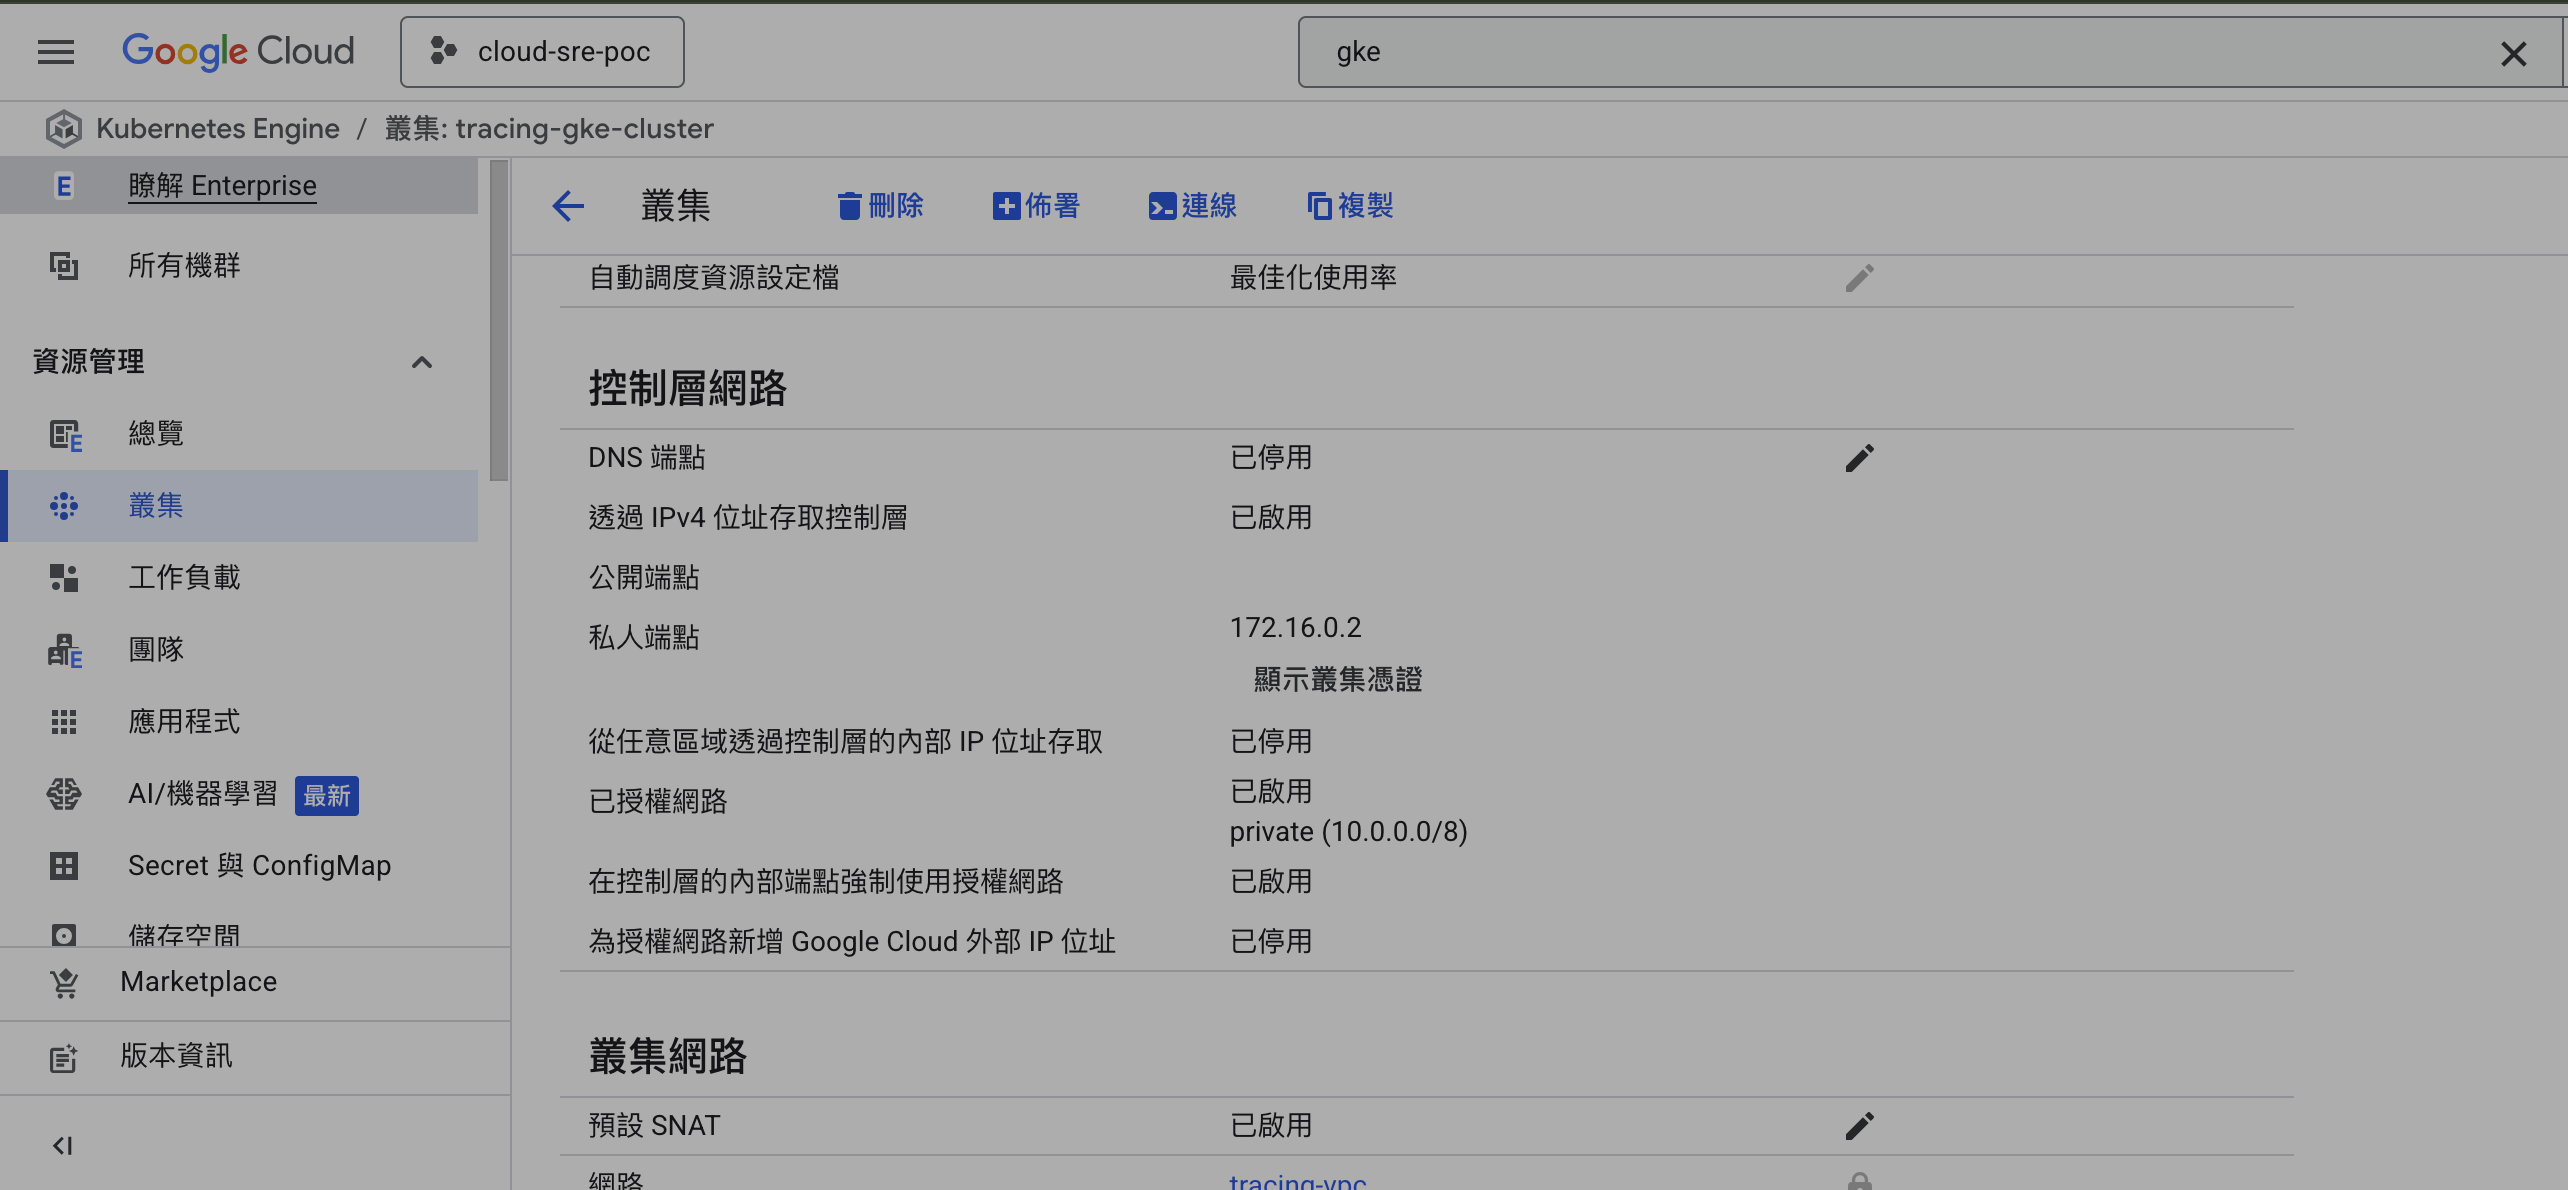 Google Cloud
cloud-sre-poc
gke
Kubernetes Engine / 叢集: tracing-gke-cluster
E 瞭解 Enterprise
所有機群
資源管理
總覽
叢集
工作負載
團隊
應用程式
AI/機器學習 最新
Secret 與 ConfigMap
儲存空間
Marketplace
版本資訊
叢集 刪除 佈署 連線 複製
自動調度資源設定檔 最佳化使用率
控制層網路
DNS 端點 已停用
透過 IPv4 位址存取控制層 已啟用
公開端點
私人端點 172.16.0.2
顯示叢集憑證
從任意區域透過控制層的內部 IP 位址存取 已停用
已授權網路 已啟用
private (10.0.0.0/8)
在控制層的內部端點強制使用授權網路 已啟用
為授權網路新增 Google Cloud 外部 IP 位址 已停用
叢集網路
預設 SNAT 已啟用
網路 tracing-vpc